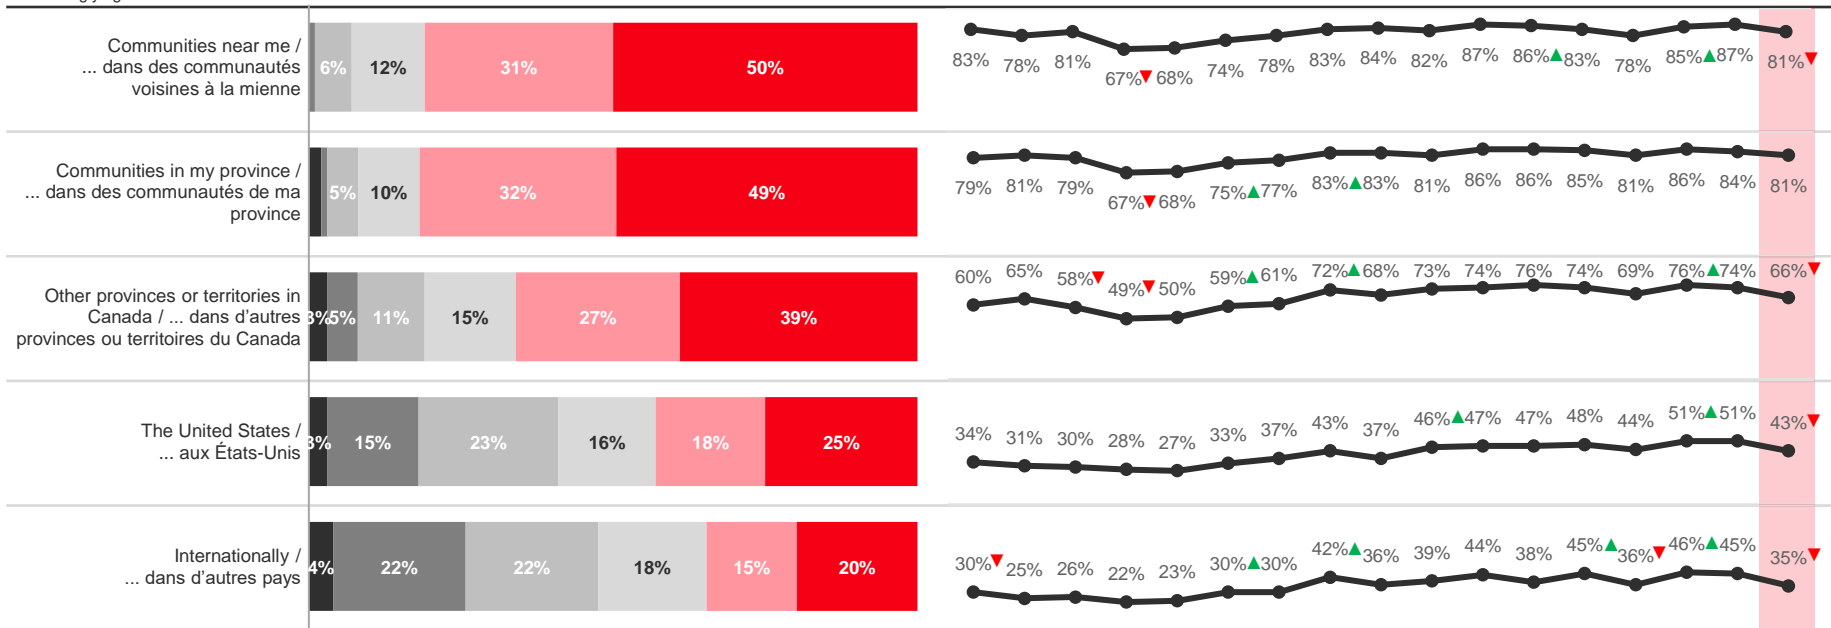 Communities near me /
... dans des communautés
voisines à la mienne
6% 12% 31% 50%
83% 78% 81% 67% 68% 74% 78% 83% 84% 82% 87% 86% 83% 78% 85% 87% 81%
Communities in my province /
... dans des communautés de ma
province
5% 10% 32% 49%
79% 81% 79% 67% 68% 75% 77% 83% 83% 81% 86% 86% 85% 81% 86% 84% 81%
Other provinces or territories in
Canada / ... dans d'autres
provinces ou territoires du Canada
3% 5% 11% 15% 27% 39%
60% 65% 58% 49% 50% 59% 61% 72% 68% 73% 74% 76% 74% 69% 76% 74% 66%
The United States /
... aux États-Unis
3% 15% 23% 16% 18% 25%
34% 31% 30% 28% 27% 33% 37% 43% 37% 46% 47% 47% 48% 44% 51% 51% 43%
Internationally /
... dans d'autres pays
4% 22% 22% 18% 15% 20%
30% 25% 26% 22% 23% 30% 30% 42% 36% 39% 44% 38% 45% 36% 46% 45% 35%